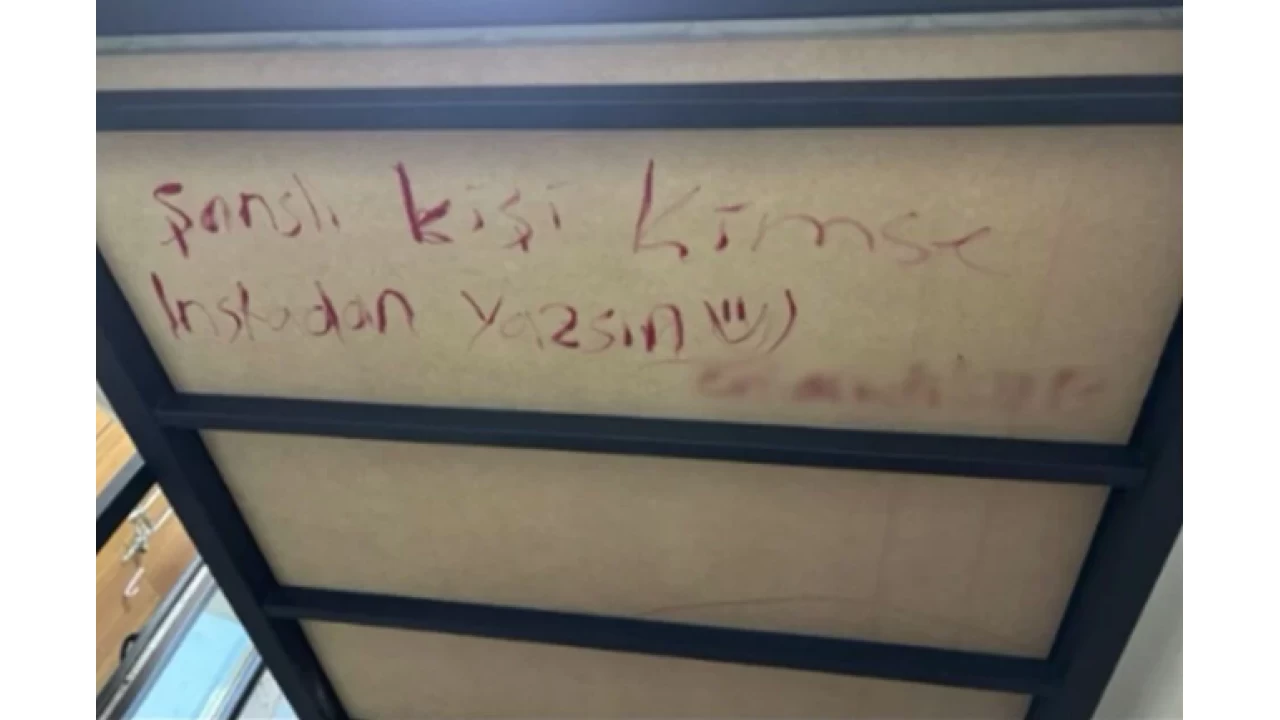 Şanslı kişi kimse
Instadan yazsın :)